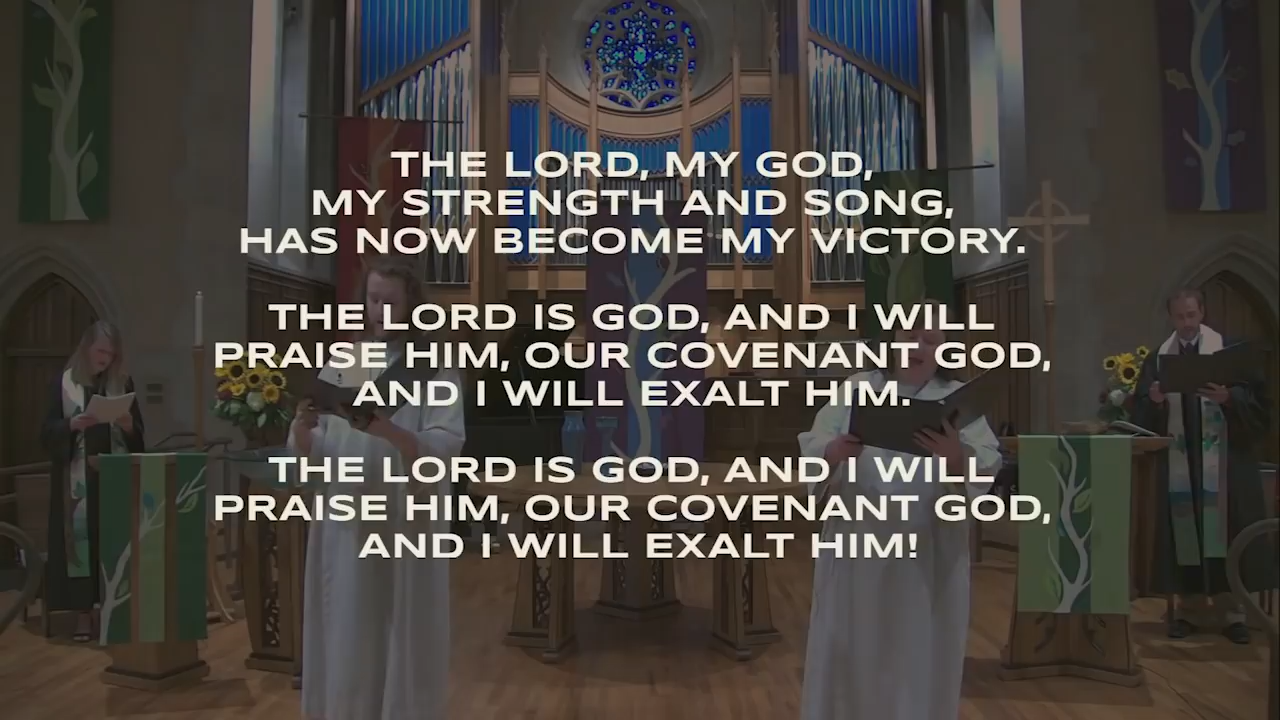 THE LORD, MY GOD,
MY STRENGTH AND SONG,
HAS NOW BECOME MY VICTORY.
THE LORD IS GOD, AND I WILL
PRAISE HIM, OUR COVENANT GOD,
AND I WILL EXALT HIM.
THE LORD IS GOD, AND I WILL
PRAISE HIM, OUR COVENANT GOD,
AND I WILL EXALT HIM!